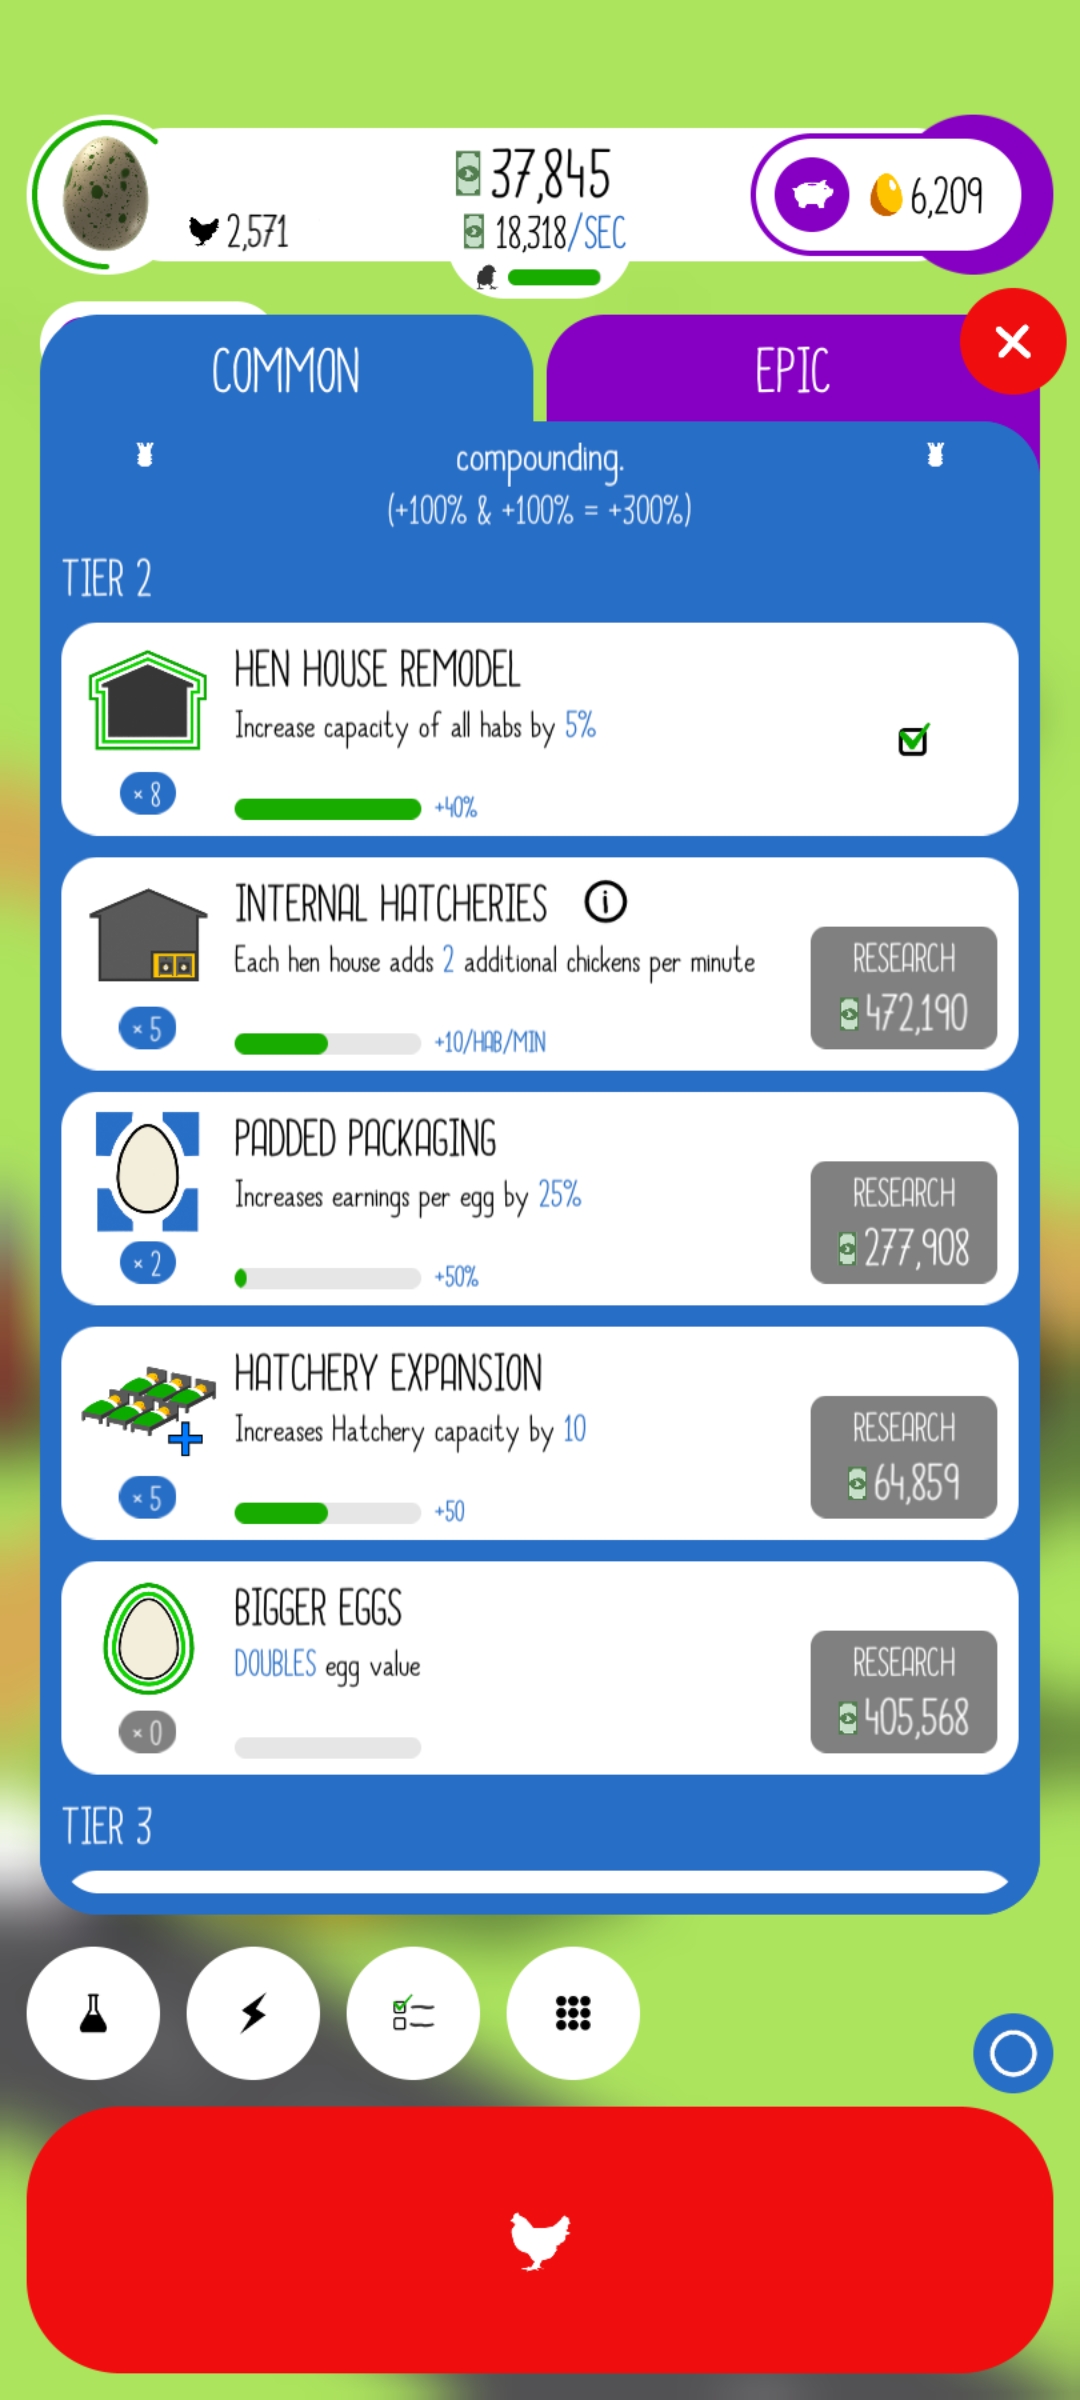 37,845
2,571
18,318/SEC
6,209
COMMON
EPIC
compounding.
(+100% & +100% = +300%)
TIER 2
HEN HOUSE REMODEL
Increase capacity of all habs by 5%
× 8
+40%
INTERNAL HATCHERIES
i
Each hen house adds 2 additional chickens per minute
RESEARCH
472,190
× 5
+10/HAB/MIN
PADDED PACKAGING
Increases earnings per egg by 25%
RESEARCH
277,908
× 2
+50%
HATCHERY EXPANSION
Increases Hatchery capacity by 10
RESEARCH
64,859
× 5
+50
BIGGER EGGS
DOUBLES egg value
RESEARCH
405,568
× 0
TIER 3